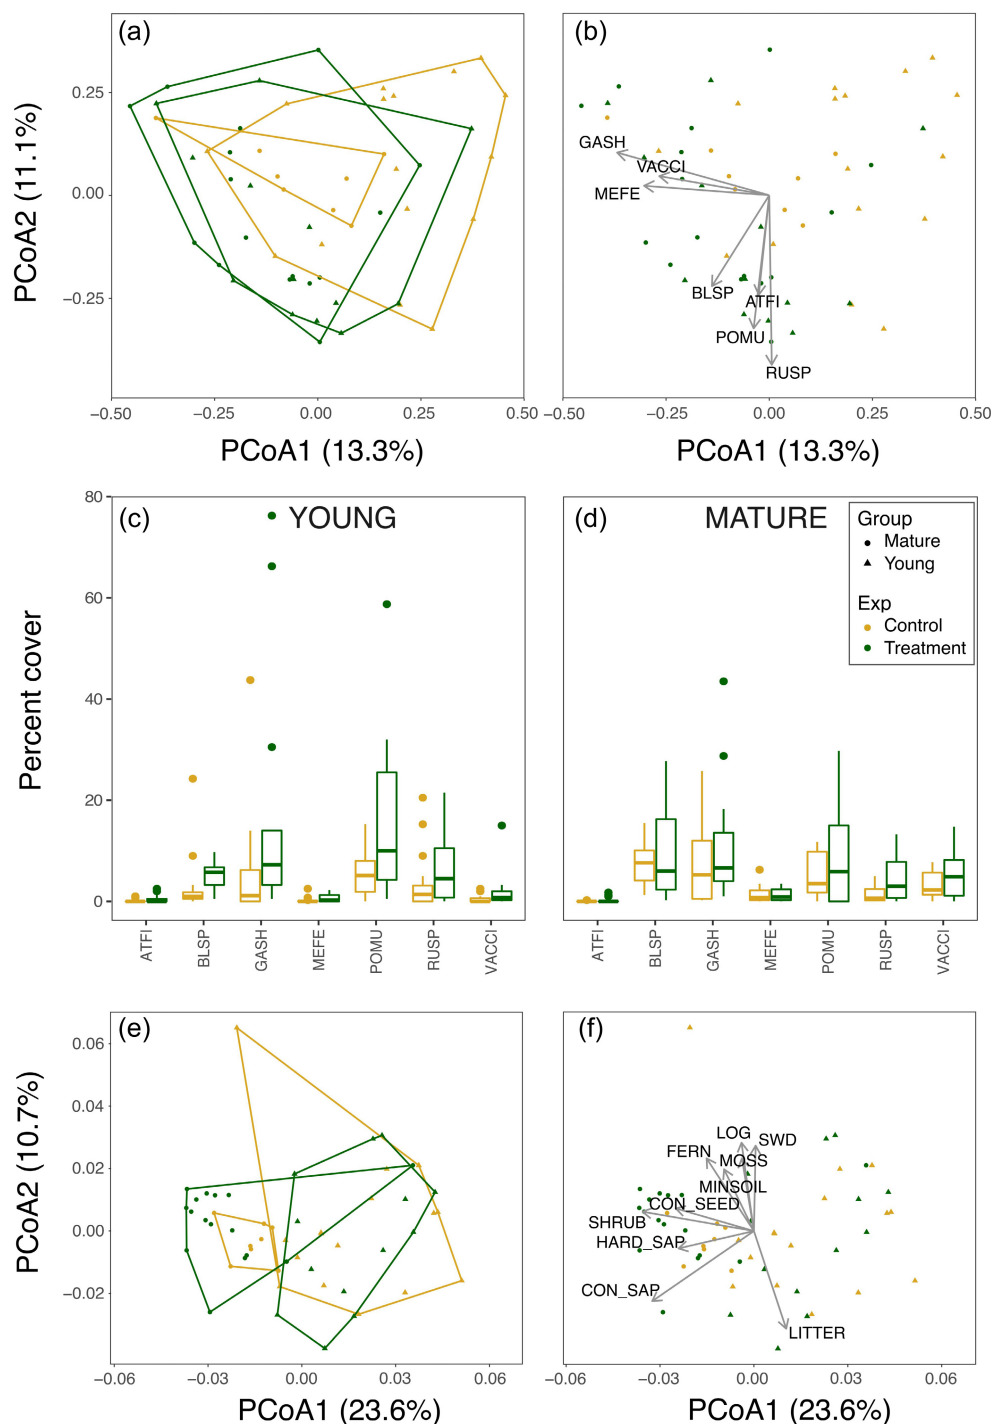 (a)
PCoA2 (11.1%)
0.25
0.00
−0.25
−0.50
−0.25
0.00
0.25
0.50
PCoA1 (13.3%)
(b)
GASH
VACCI
MEFE
BLSP
ATFI
POMU
RUSP
−0.50
−0.25
0.00
0.25
0.50
PCoA1 (13.3%)
(c)
YOUNG
Percent cover
80
60
40
20
0
ATFI
BLSP
GASH
MEFE
POMU
RUSP
VACCI
(d)
MATURE
Group
Mature
Young
Exp
Control
Treatment
ATFI
BLSP
GASH
MEFE
POMU
RUSP
VACCI
(e)
PCoA2 (10.7%)
0.06
0.04
0.02
0.00
−0.02
−0.06
−0.03
0.00
0.03
0.06
PCoA1 (23.6%)
(f)
LOG
SWD
FERN
MOSS
MINSOIL
CON_SEED
SHRUB
HARD_SAP
CON_SAP
LITTER
−0.06
−0.03
0.00
0.03
0.06
PCoA1 (23.6%)